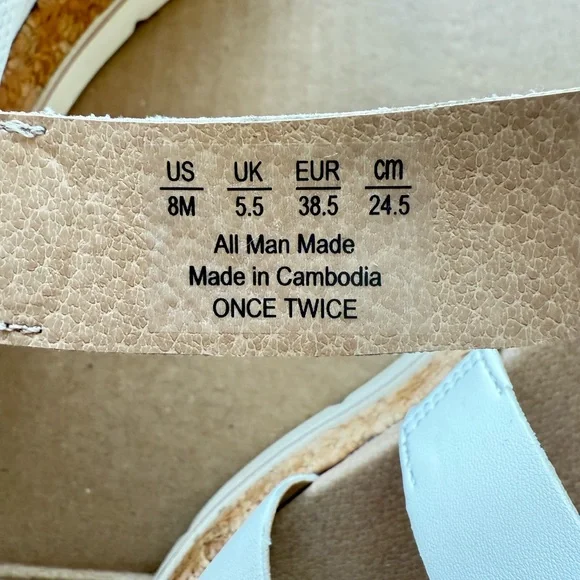 US UK EUR cm
8M 5.5 38.5 24.5
All Man Made
Made in Cambodia
ONCE TWICE